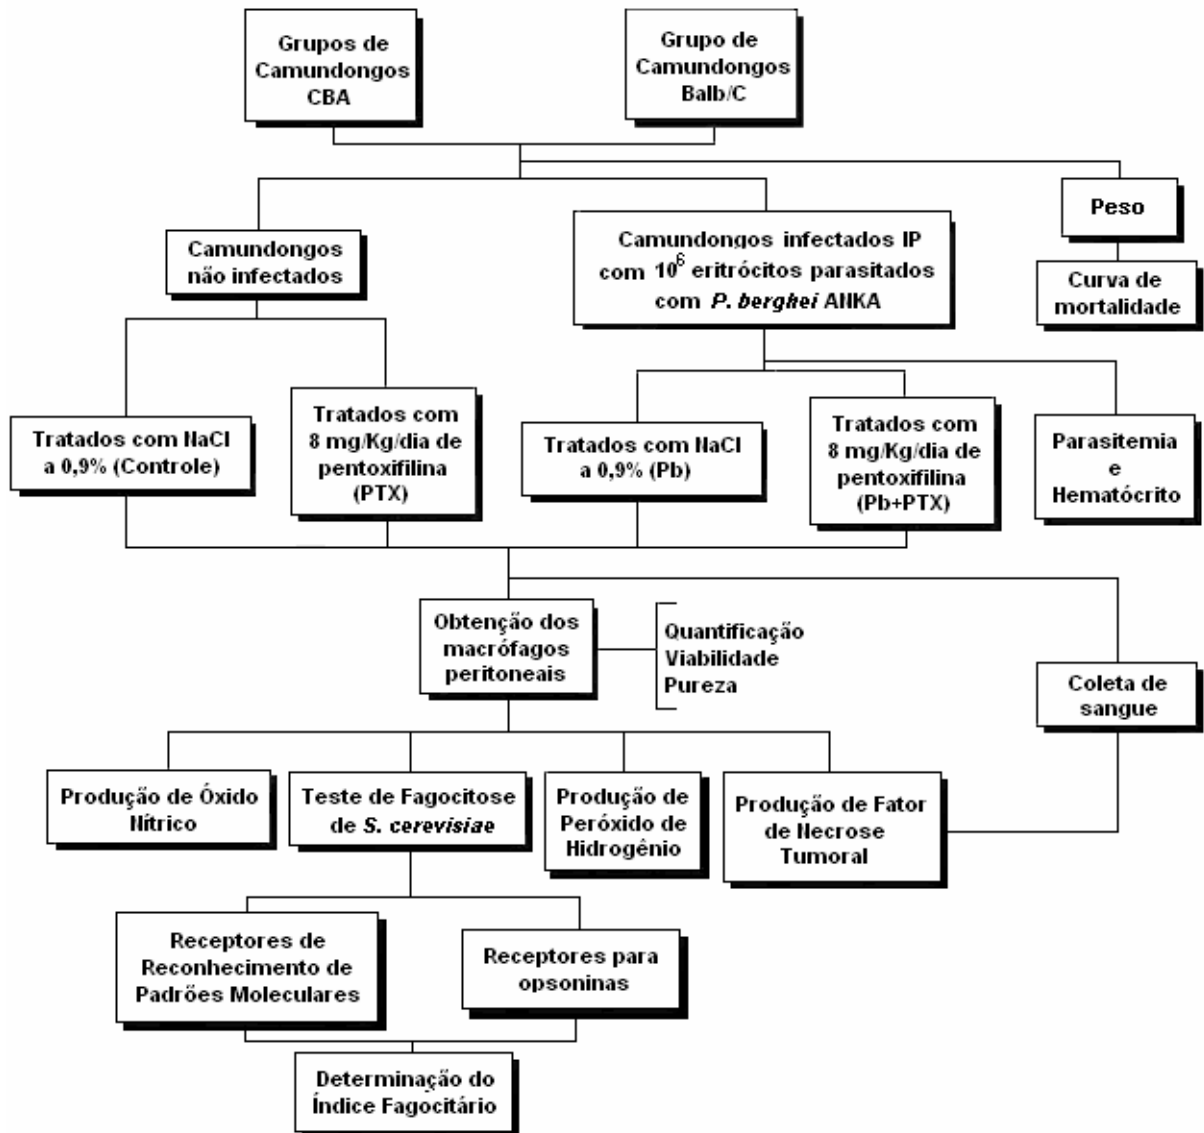 Grupos de
Camundongos
CBA
Grupo de
Camundongos
Balb/C
Camundongos
não infectados
Camundongos infectados IP
com 10⁶ eritrócitos parasitados
com P. berghei ANKA
Peso
Curva de
mortalidade
Tratados com NaCl
a 0,9% (Controle)
Tratados com
8 mg/Kg/dia de
pentoxifilina
(PTX)
Tratados com NaCl
a 0,9% (Pb)
Tratados com
8 mg/Kg/dia de
pentoxifilina
(Pb+PTX)
Parasitemia
e
Hematócrito
Obtenção dos
macrófagos
peritoneais
Quantificação
Viabilidade
Pureza
Coleta de
sangue
Produção de Óxido
Nítrico
Teste de Fagocitose
de S. cerevisiae
Produção de
Peróxido de
Hidrogênio
Produção de Fator
de Necrose
Tumoral
Receptores de
Reconhecimento de
Padrões Moleculares
Receptores para
opsoninas
Determinação do
Índice Fagocitário